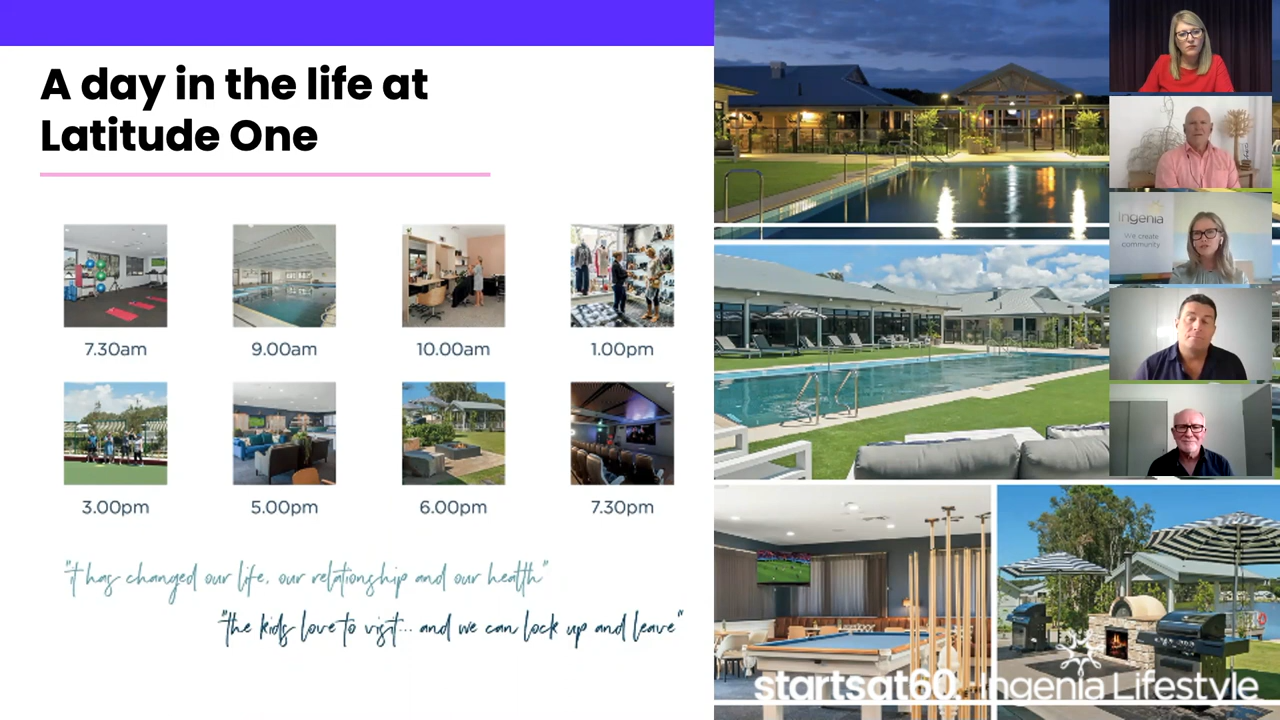 A day in the life at
Latitude One
7.30am
9.00am
10.00am
1.00pm
3.00pm
5.00pm
6.00pm
7.30pm
"it has changed our life, our relationship and our health"
"the kids love to visit... and we can lock up and leave"
Ingenia
We create
community
startsat60. Ingenia Lifestyle